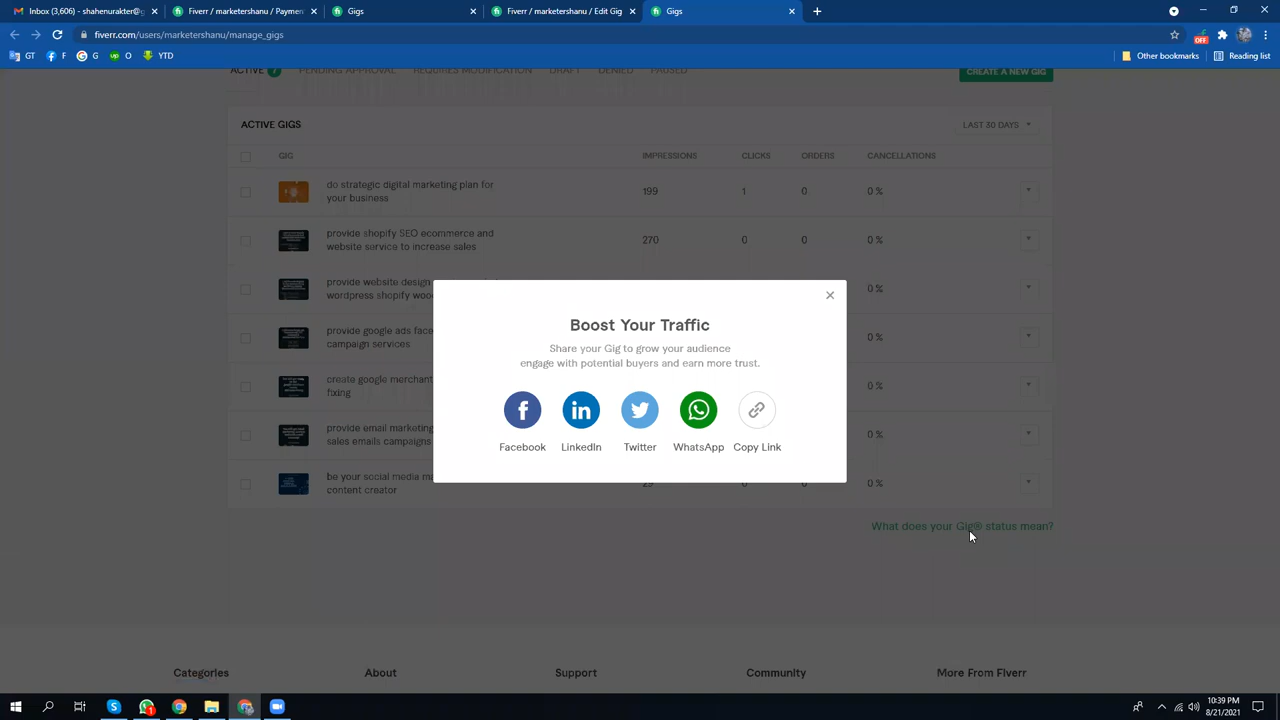 Inbox (3,606) - shahenurakter@g
Fiverr / marketershanu / Payments
Gigs
Fiverr / marketershanu / Edit Gig
Gigs
fiverr.com/users/marketershanu/manage_gigs
OFF
GT
F
G
O
YTD
Other bookmarks
Reading list
ACTIVE 7
PENDING APPROVAL
REQUIRES MODIFICATION
DRAFT
DENIED
PAUSED
CREATE A NEW GIG
ACTIVE GIGS
LAST 30 DAYS
GIG
IMPRESSIONS
CLICKS
ORDERS
CANCELLATIONS
do strategic digital marketing plan for
your business
199
1
0
0 %
provide shopify SEO ecommerce and
website service to increase sales
270
0
0
0 %
provide website design
wordpress shopify woo
0 %
provide google ads face
campaign services
0 %
create google merchant
fixing
0 %
provide email marketing
sales emails campaigns
0 %
be your social media ma
content creator
29
0
0
0 %
Boost Your Traffic
Share your Gig to grow your audience
engage with potential buyers and earn more trust.
Facebook
LinkedIn
Twitter
WhatsApp
Copy Link
What does your Gig® status mean?
Categories
About
Support
Community
More From Fiverr
10:39 PM
8/21/2021